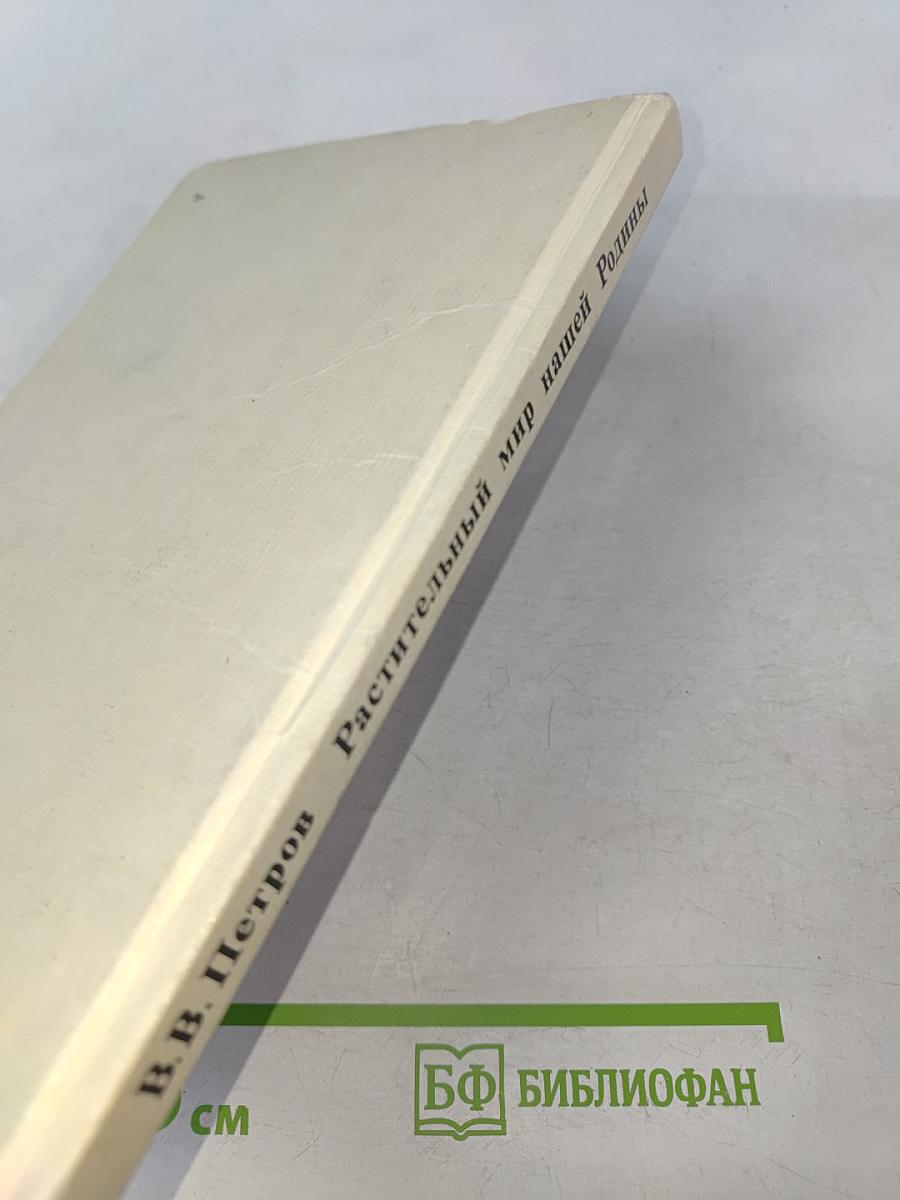 В.В. Петров Растительный мир нашей Родины
см
БФ БИБЛИОФАН